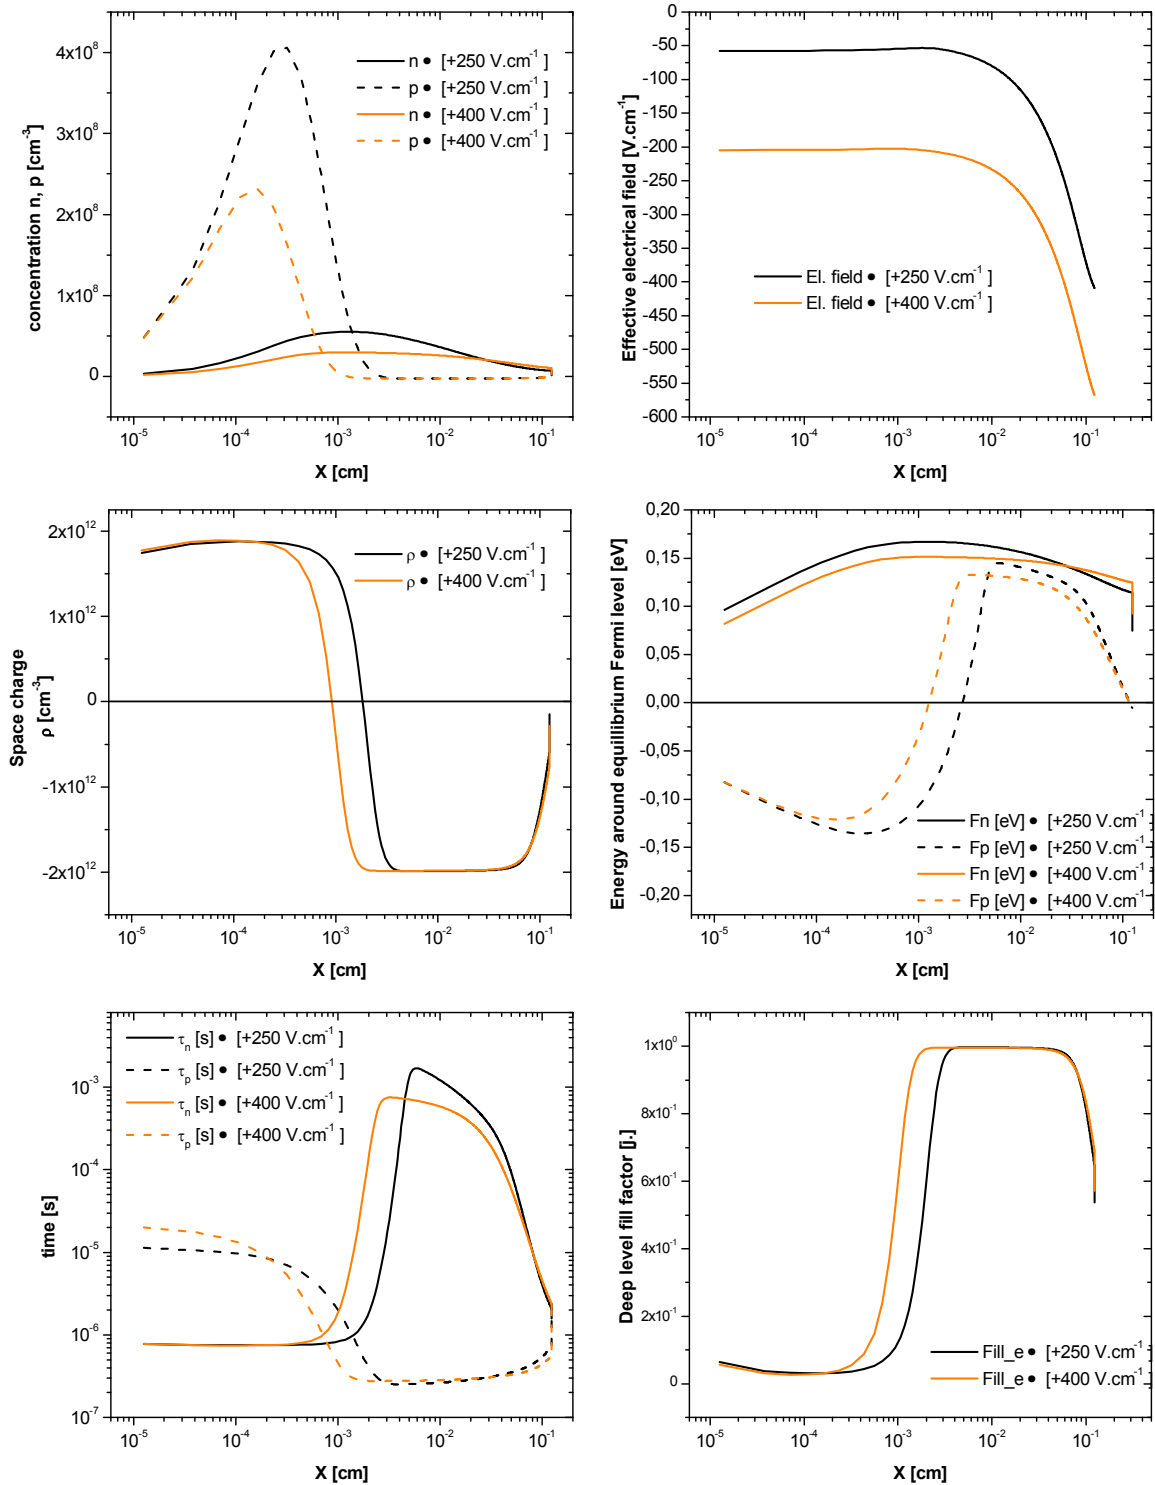 4x10⁸
3x10⁸
2x10⁸
1x10⁸
0
concentration n, p [cm⁻³]
n • [+250 V.cm⁻¹ ]
p • [+250 V.cm⁻¹ ]
n • [+400 V.cm⁻¹ ]
p • [+400 V.cm⁻¹ ]
10⁻⁵ 10⁻⁴ 10⁻³ 10⁻² 10⁻¹
X [cm]
0
-50
-100
-150
-200
-250
-300
-350
-400
-450
-500
-550
-600
Effective electrical field [V.cm⁻¹]
El. field • [+250 V.cm⁻¹ ]
El. field • [+400 V.cm⁻¹ ]
10⁻⁵ 10⁻⁴ 10⁻³ 10⁻² 10⁻¹
X [cm]
2x10¹²
1x10¹²
0
-1x10¹²
-2x10¹²
Space charge
ρ [cm⁻³]
ρ • [+250 V.cm⁻¹ ]
ρ • [+400 V.cm⁻¹ ]
10⁻⁵ 10⁻⁴ 10⁻³ 10⁻² 10⁻¹
X [cm]
0,20
0,15
0,10
0,05
0,00
-0,05
-0,10
-0,15
-0,20
Energy around equillibrium Fermi level [eV]
Fn [eV] • [+250 V.cm⁻¹
Fp [eV] • [+250 V.cm⁻¹
Fn [eV] • [+400 V.cm⁻¹
Fp [eV] • [+400 V.cm⁻¹
10⁻⁵ 10⁻⁴ 10⁻³ 10⁻² 10⁻¹
X [cm]
10⁻³
10⁻⁴
10⁻⁵
10⁻⁶
10⁻⁷
time [s]
τₙ [s] • [+250 V.cm⁻¹ ]
τₚ [s] • [+250 V.cm⁻¹ ]
τₙ [s] • [+400 V.cm⁻¹ ]
τₚ [s] • [+400 V.cm⁻¹ ]
10⁻⁵ 10⁻⁴ 10⁻³ 10⁻² 10⁻¹
X [cm]
1x10⁰
8x10⁻¹
6x10⁻¹
4x10⁻¹
2x10⁻¹
0
Deep level fill factor [j.]
Fill_e • [+250 V.cm⁻¹ ]
Fill_e • [+400 V.cm⁻¹ ]
10⁻⁵ 10⁻⁴ 10⁻³ 10⁻² 10⁻¹
X [cm]